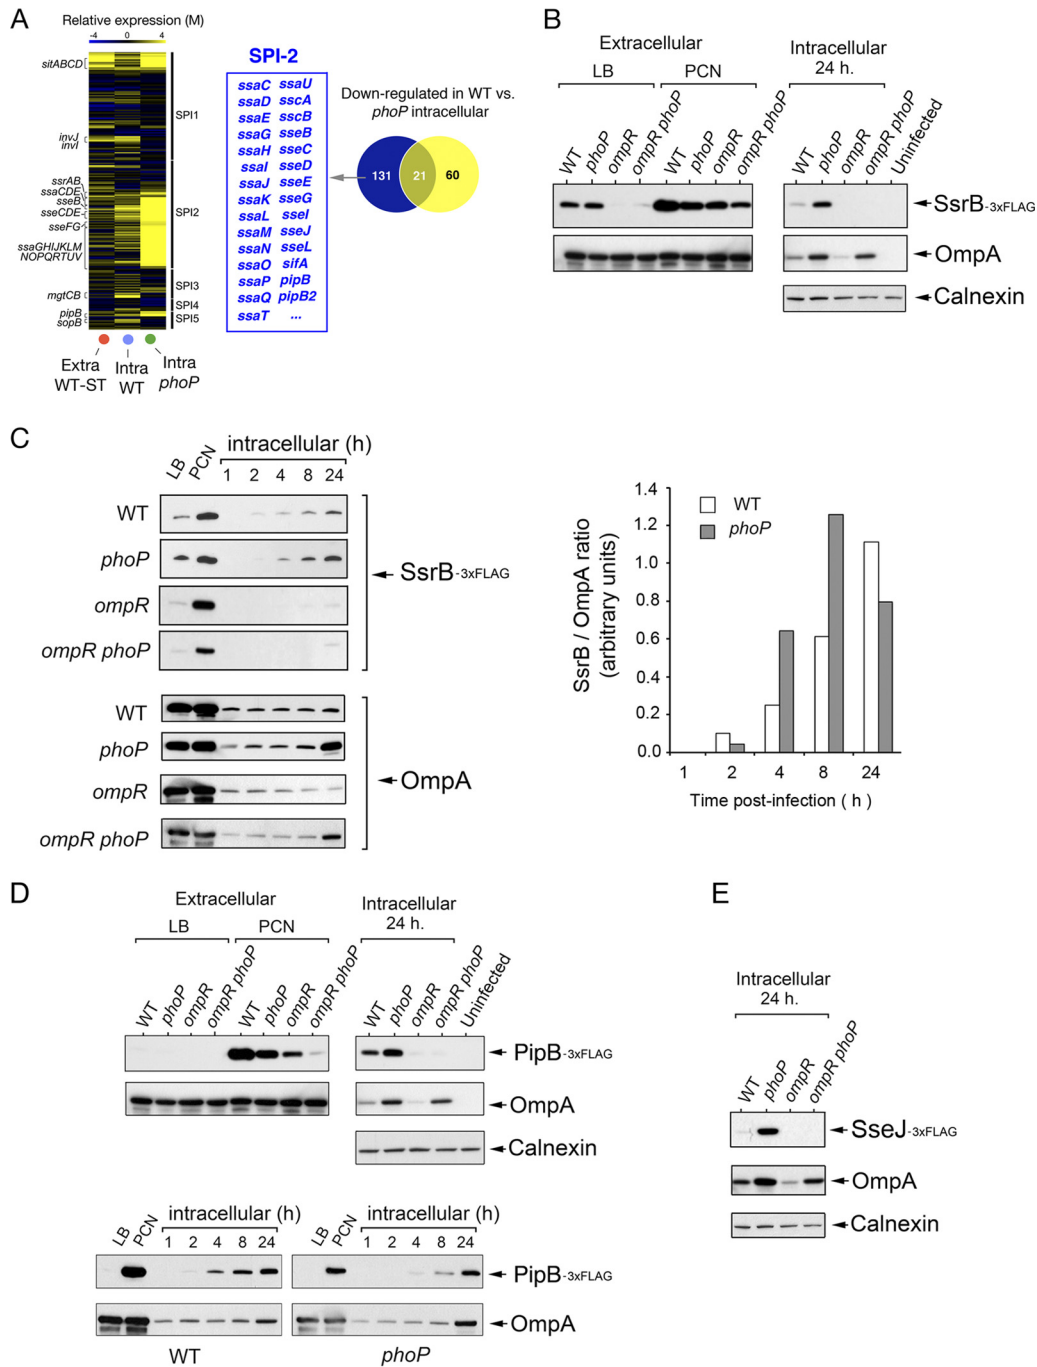 A
Relative expression (M)
-4 0 4
sitABCD
invJ
invI
ssrAB
ssaCDE
sseB
sseCDE
sseFG
ssaGHIJKLM
NOPQRTUV
mgtCB
pipB
sopB
SPI1
SPI2
SPI3
SPI4
SPI5
Extra
WT-ST
Intra
WT
Intra
phoP
SPI-2
ssaC ssaU
ssaD sscA
ssaE sscB
ssaG sseB
ssaH sseC
ssaI sseD
ssaJ sseE
ssaK sseG
ssaL sseI
ssaM sseJ
ssaN sseL
ssaO sifA
ssaP pipB
ssaQ pipB2
ssaT ...
Down-regulated in WT vs.
phoP intracellular
131 21 60
B
Extracellular
LB PCN
Intracellular
24 h.
WT phoP ompR ompR phoP WT phoP ompR ompR phoP
WT phoP ompR ompR phoP Uninfected
SsrB-3xFLAG
OmpA
Calnexin
C
intracellular (h)
LB PCN 1 2 4 8 24
WT
phoP
ompR
ompR phoP
SsrB-3xFLAG
WT
phoP
ompR
ompR phoP
OmpA
SsrB / OmpA ratio
(arbitrary units)
1.4
1.2
1.0
0.8
0.6
0.4
0.2
0.0
WT
phoP
1 2 4 8 24
Time post-infection ( h )
D
Extracellular
LB PCN
Intracellular
24 h.
WT phoP ompR ompR phoP WT phoP ompR ompR phoP
WT phoP ompR ompR phoP Uninfected
PipB-3xFLAG
OmpA
Calnexin
intracellular (h)
LB PCN 1 2 4 8 24
intracellular (h)
LB PCN 1 2 4 8 24
PipB-3xFLAG
OmpA
WT
phoP
E
Intracellular
24 h.
WT phoP ompR ompR phoP
SseJ-3xFLAG
OmpA
Calnexin